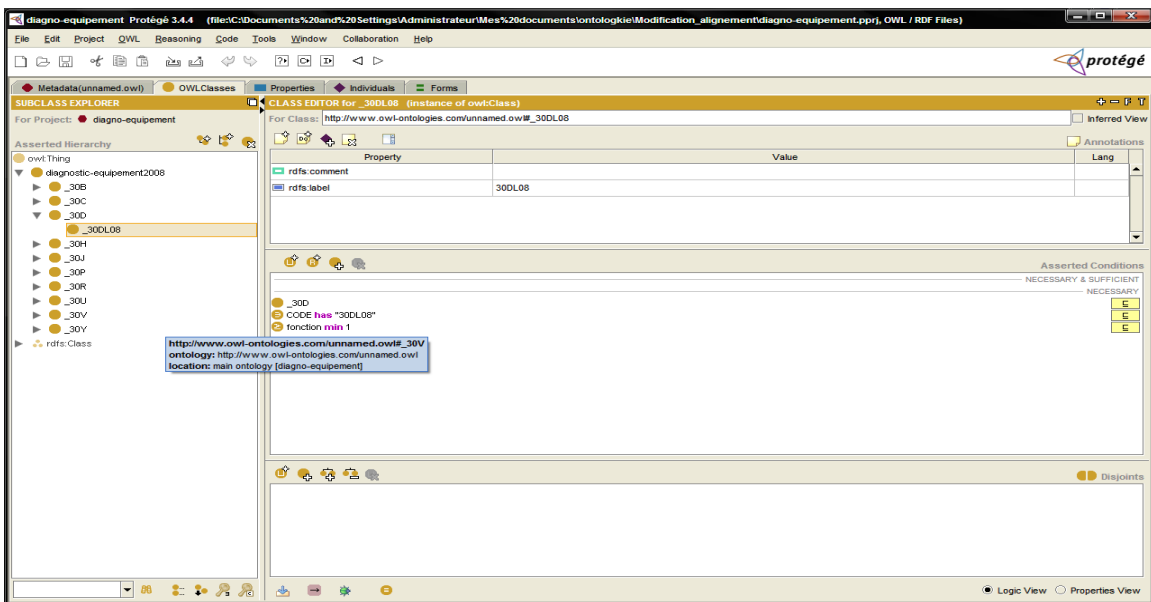 diagno-equipement Protégé 3.4.4 (file:\C:\Documents%20and%20Settings\Administrateur\Mes%20documents\ontologkie\Modification_alignement\diagno-equipement.pprj, OWL / RDF Files)
File Edit Project OWL Reasoning Code Tools Window Collaboration Help
protégé
Metadata(unnamed.owl) OWLClasses Properties Individuals Forms
SUBCLASS EXPLORER
For Project: diagno-equipement
Asserted Hierarchy
owl:Thing
diagnostic-equipement2008
_30B
_30C
_30D
_30DL08
_30H
_30J
_30P
_30R
_30U
_30V
_30Y
rdfs:Class
http://www.owl-ontologies.com/unnamed.owl#_30V
ontology: http://www.owl-ontologies.com/unnamed.owl
location: main ontology [diagno-equipement]
CLASS EDITOR for _30DL08 (instance of owl:Class)
For Class: http://www.owl-ontologies.com/unnamed.owl#_30DL08 Inferred View
Annotations
Property Value Lang
rdfs:comment
rdfs:label 30DL08
Asserted Conditions
NECESSARY & SUFFICIENT
NECESSARY
_30D
CODE has "30DL08"
fonction min 1
Disjoints
Logic View Properties View